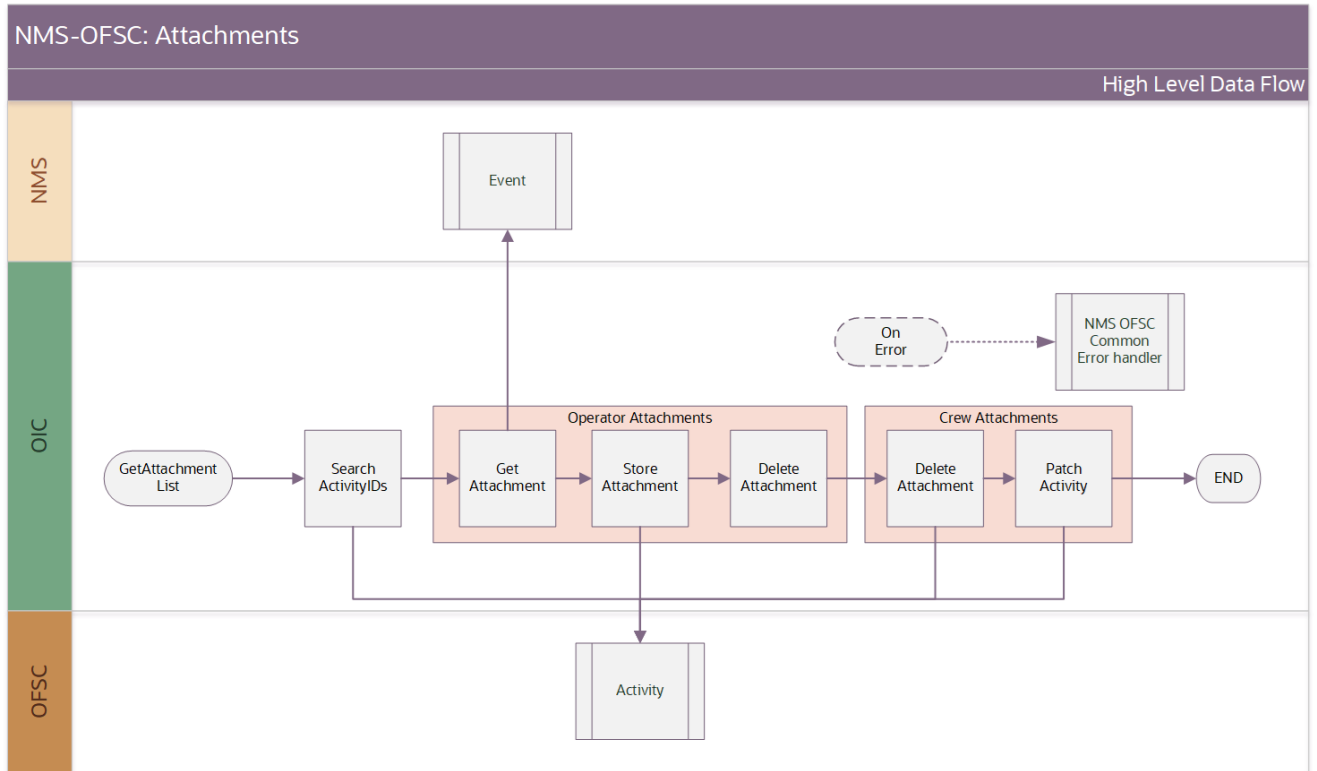 NMS-OFSC: Attachments
High Level Data Flow
NMS
Event
OIC
On
Error
NMS OFSC
Common
Error handler
Operator Attachments
Crew Attachments
GetAttachment
List
Search
ActivityIDs
Get
Attachment
Store
Attachment
Delete
Attachment
Delete
Attachment
Patch
Activity
END
OFSC
Activity